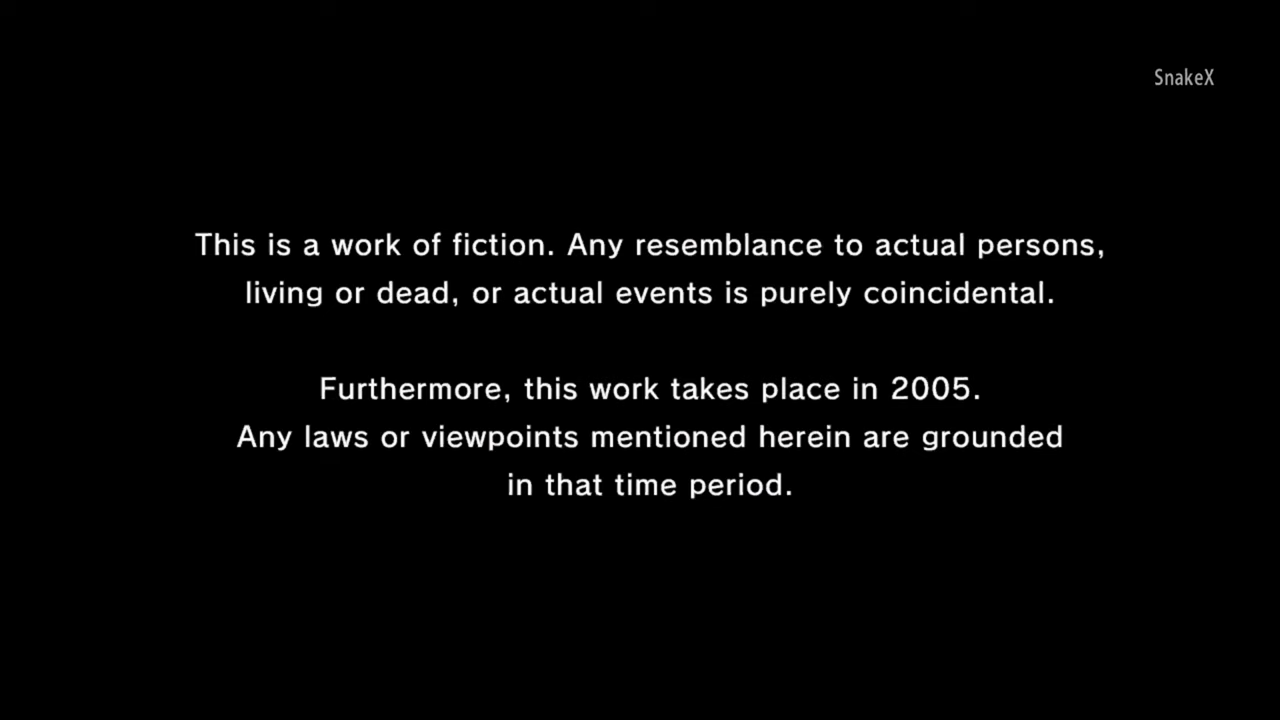 SnakeX
This is a work of fiction. Any resemblance to actual persons,
living or dead, or actual events is purely coincidental.
Furthermore, this work takes place in 2005.
Any laws or viewpoints mentioned herein are grounded
in that time period.